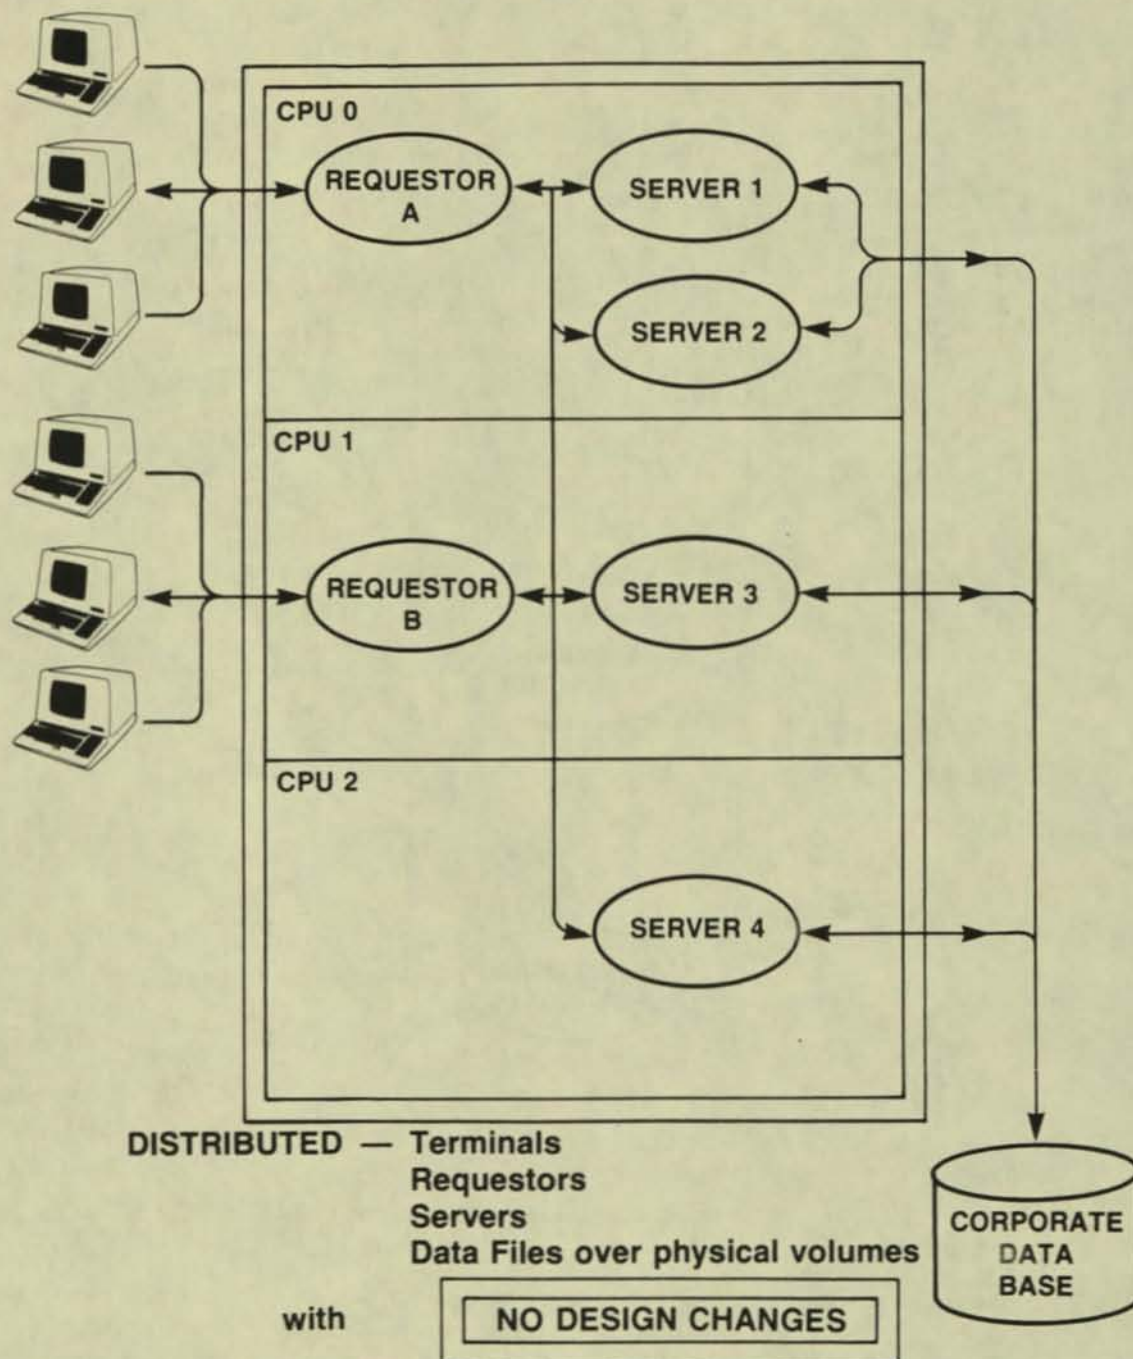 CPU 0
REQUESTOR
A
SERVER 1
SERVER 2
CPU 1
REQUESTOR
B
SERVER 3
CPU 2
SERVER 4
DISTRIBUTED — Terminals
Requestors
Servers
Data Files over physical volumes
CORPORATE
DATA
BASE
with
NO DESIGN CHANGES